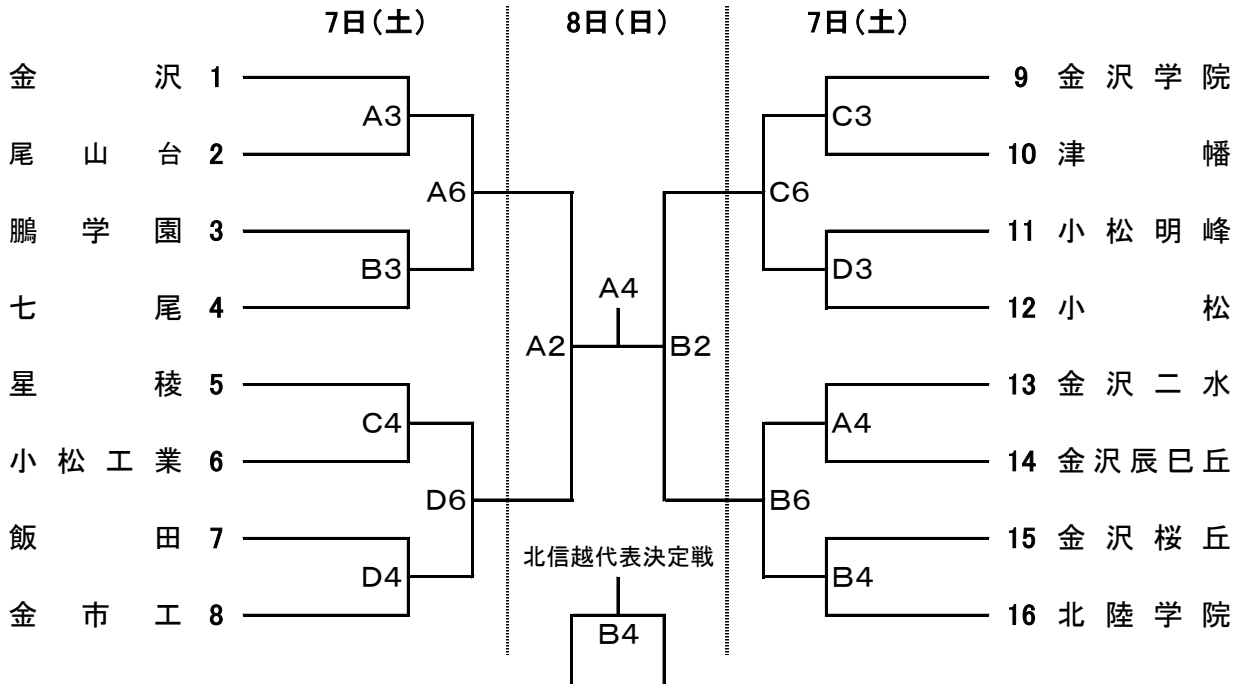 7日（土） 8日（日） 7日（土）
金沢 1 9 金沢学院
A3 C3
尾山台 2 10 津幡
A6 C6
鵬学園 3 11 小松明峰
B3 D3
A4
七尾 4 12 小松
A2 B2
星稜 5 13 金沢二水
C4 A4
小松工業 6 14 金沢辰巳丘
D6 B6
飯田 7 15 金沢桜丘
北信越代表決定戦
D4 B4
金市工 8 16 北陸学院
B4